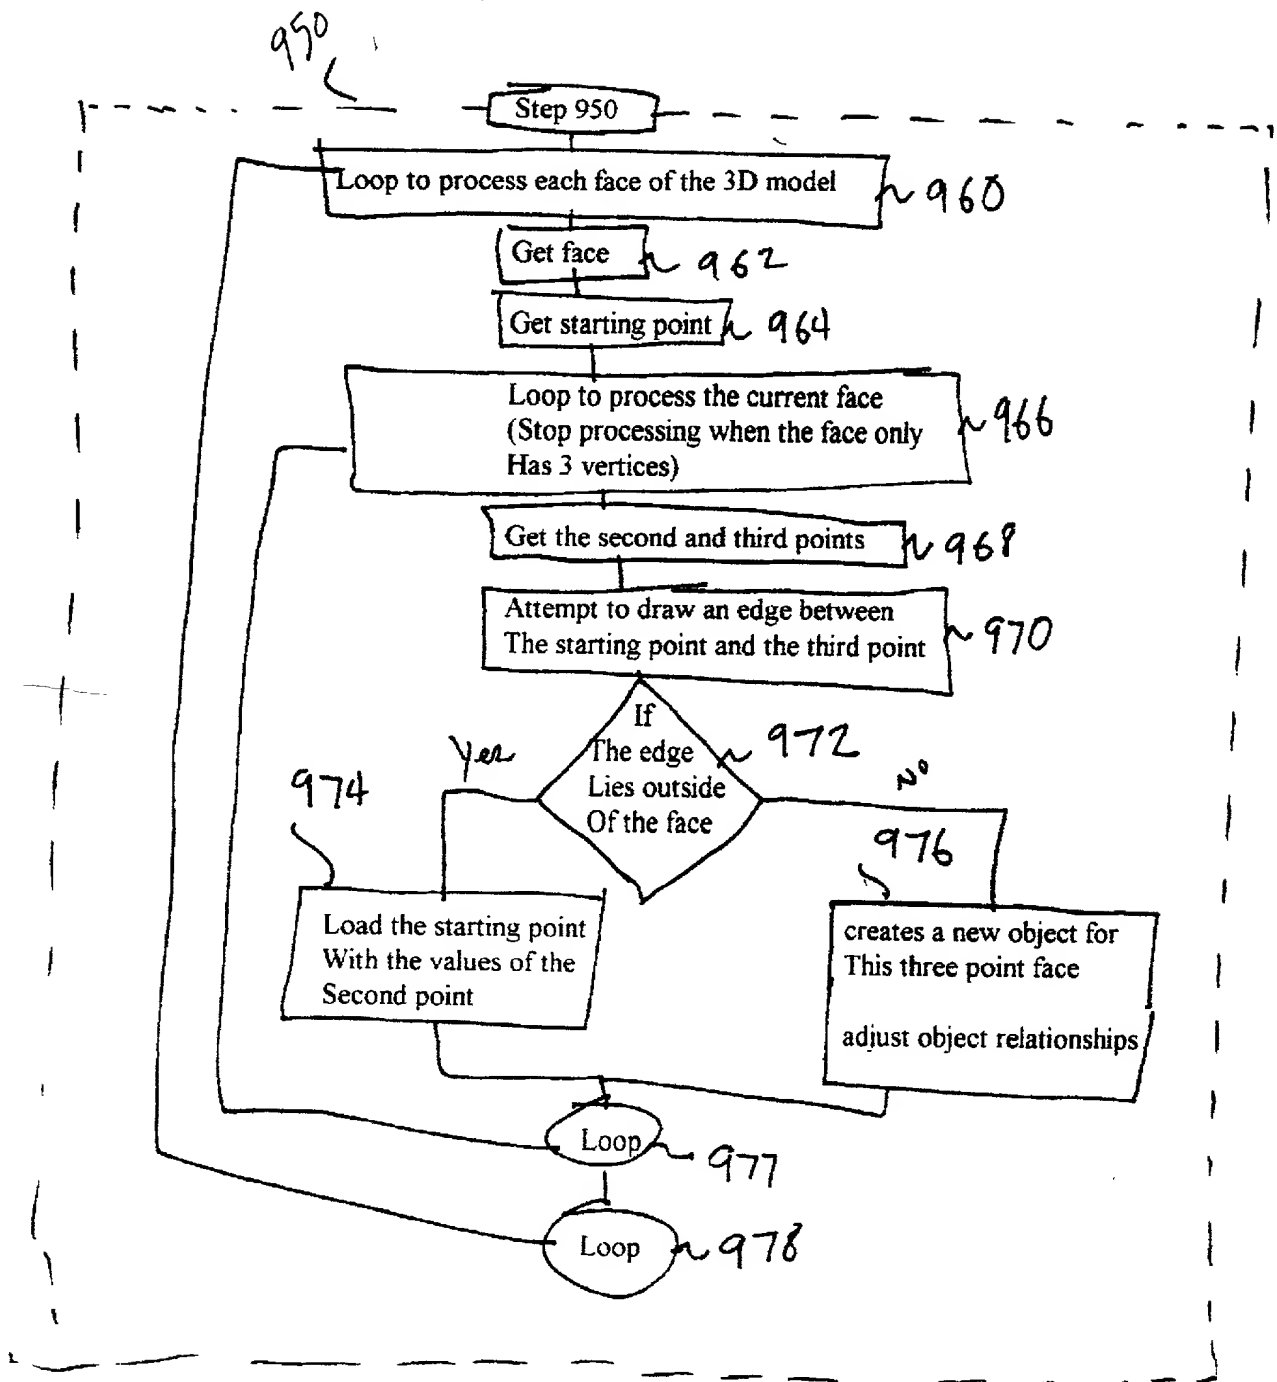 950
Step 950
Loop to process each face of the 3D model
960
Get face
962
Get starting point
964
Loop to process the current face
(Stop processing when the face only
Has 3 vertices)
966
Get the second and third points
968
Attempt to draw an edge between
The starting point and the third point
970
If
The edge
Lies outside
Of the face
972
Yes
No
974
976
Load the starting point
With the values of the
Second point
creates a new object for
This three point face
adjust object relationships
Loop
977
Loop
978